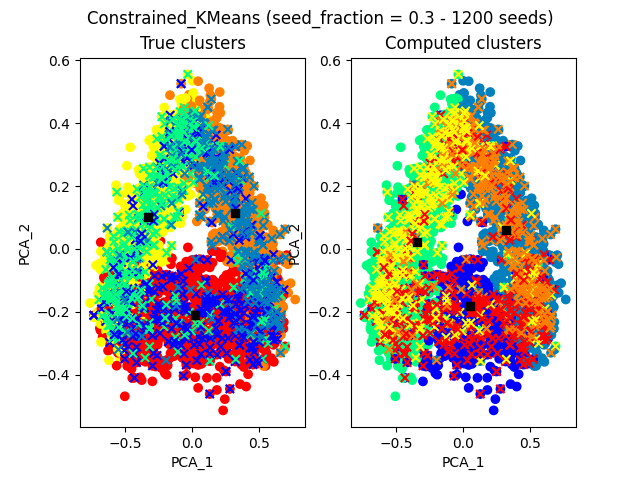 Constrained_KMeans (seed_fraction = 0.3 - 1200 seeds)
True clusters
Computed clusters
0.6
0.4
0.2
0.0
−0.2
−0.4
PCA_2
−0.5
0.0
0.5
PCA_1
0.6
0.4
0.2
0.0
−0.2
−0.4
PCA_2
−0.5
0.0
0.5
PCA_1